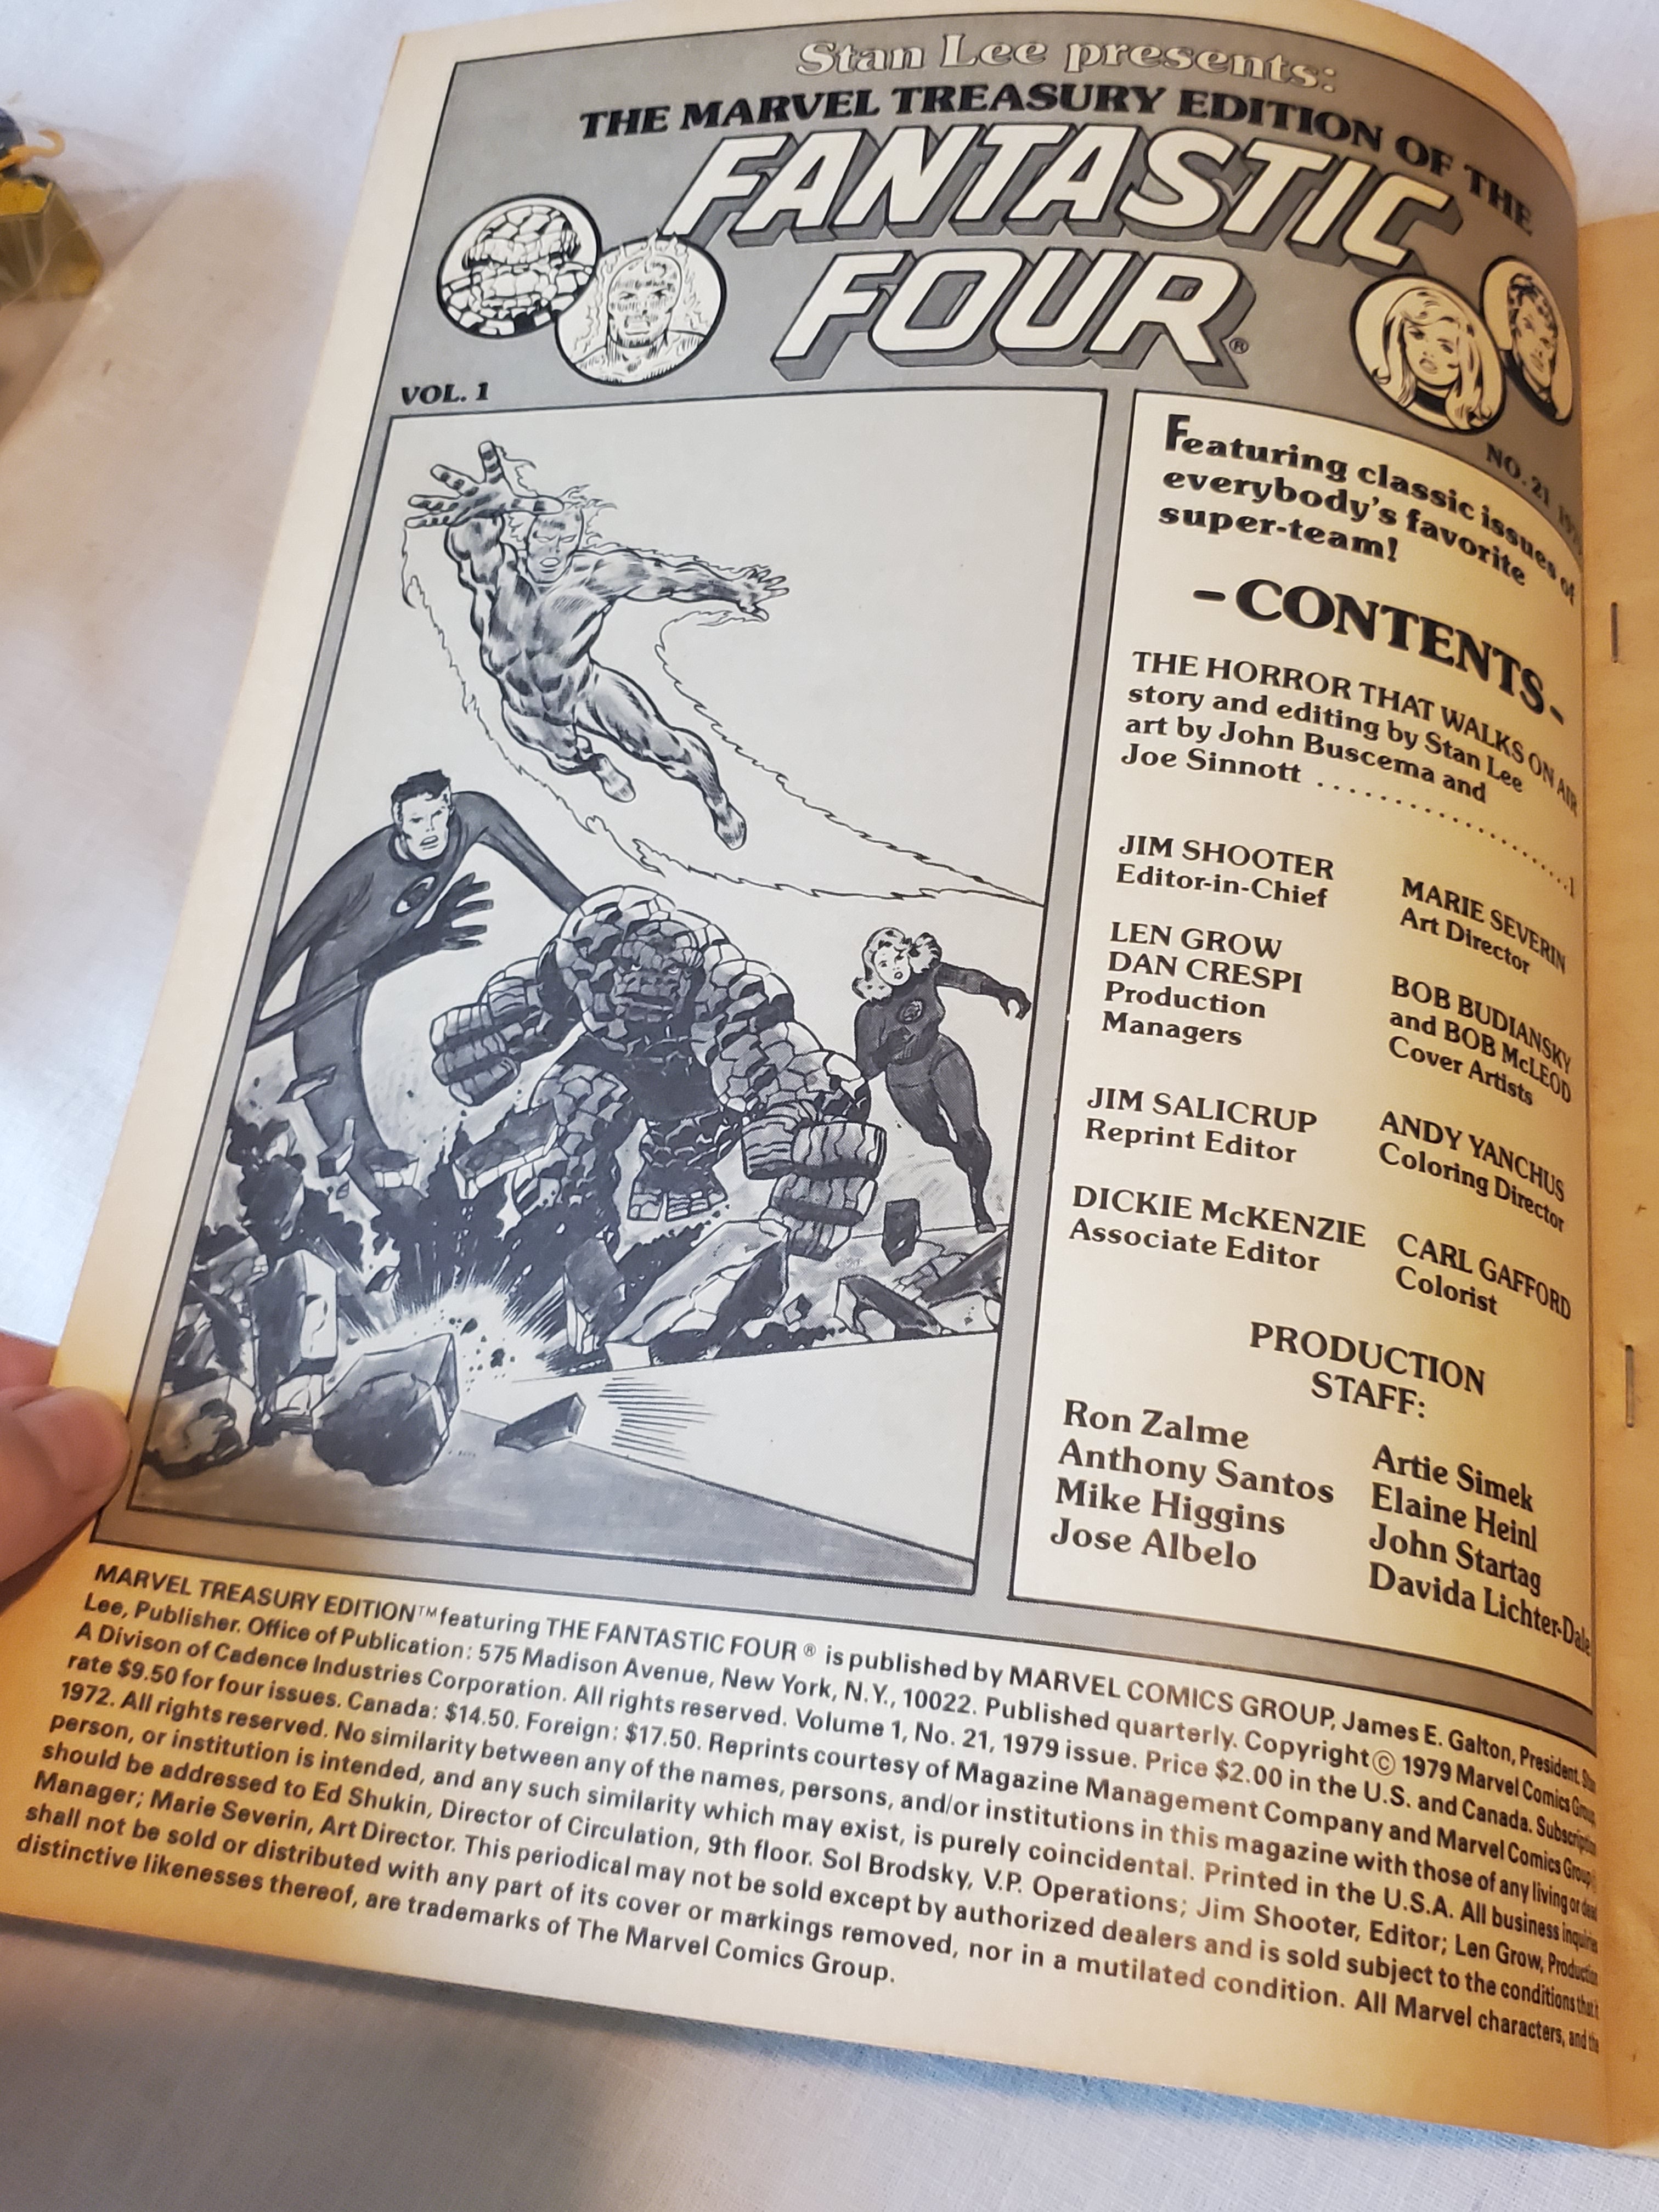 Stan Lee presents:
THE MARVEL TREASURY EDITION OF THE
FANTASTIC
FOUR®
VOL. 1
NO. 21 1979
Featuring classic issues of
everybody's favorite
super-team!
-CONTENTS-
THE HORROR THAT WALKS ON AIR
story and editing by Stan Lee
art by John Buscema and
Joe Sinnott ........................1
JIM SHOOTER
Editor-in-Chief
LEN GROW
DAN CRESPI
Production
Managers
JIM SALICRUP
Reprint Editor
DICKIE McKENZIE
Associate Editor
MARIE SEVERIN
Art Director
BOB BUDIANSKY
and BOB McLEOD
Cover Artists
ANDY YANCHUS
Coloring Director
CARL GAFFORD
Colorist
PRODUCTION
STAFF:
Ron Zalme
Anthony Santos
Mike Higgins
Jose Albelo
Artie Simek
Elaine Heinl
John Startag
Davida Lichter-Dale
MARVEL TREASURY EDITION™ featuring THE FANTASTIC FOUR ® is published by MARVEL COMICS GROUP, James E. Galton, President. Stan
Lee, Publisher. Office of Publication: 575 Madison Avenue, New York, N.Y., 10022. Published quarterly. Copyright © 1979 Marvel Comics Group,
A Divison of Cadence Industries Corporation. All rights reserved. Volume 1, No. 21, 1979 issue. Price $2.00 in the U.S. and Canada. Subscription
rate $9.50 for four issues. Canada: $14.50. Foreign: $17.50. Reprints courtesy of Magazine Management Company and Marvel Comics Group
1972. All rights reserved. No similarity between any of the names, persons, and/or institutions in this magazine with those of any living or dead
person, or institution is intended, and any such similarity which may exist, is purely coincidental. Printed in the U.S.A. All business inquiries
should be addressed to Ed Shukin, Director of Circulation, 9th floor. Sol Brodsky, V.P. Operations; Jim Shooter, Editor; Len Grow, Production
Manager; Marie Severin, Art Director. This periodical may not be sold except by authorized dealers and is sold subject to the conditions that it
shall not be sold or distributed with any part of its cover or markings removed, nor in a mutilated condition. All Marvel characters, and the
distinctive likenesses thereof, are trademarks of The Marvel Comics Group.